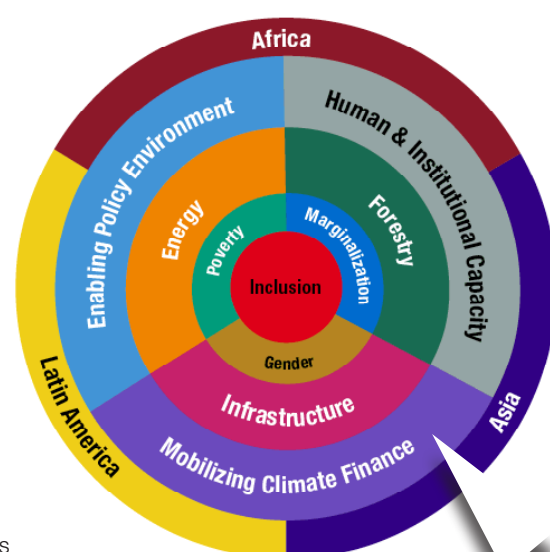 Africa
Enabling Policy Environment
Human & Institutional Capacity
Energy
Forestry
Poverty
Marginalization
Inclusion
Gender
Infrastructure
Mobilizing Climate Finance
Latin America
Asia
s